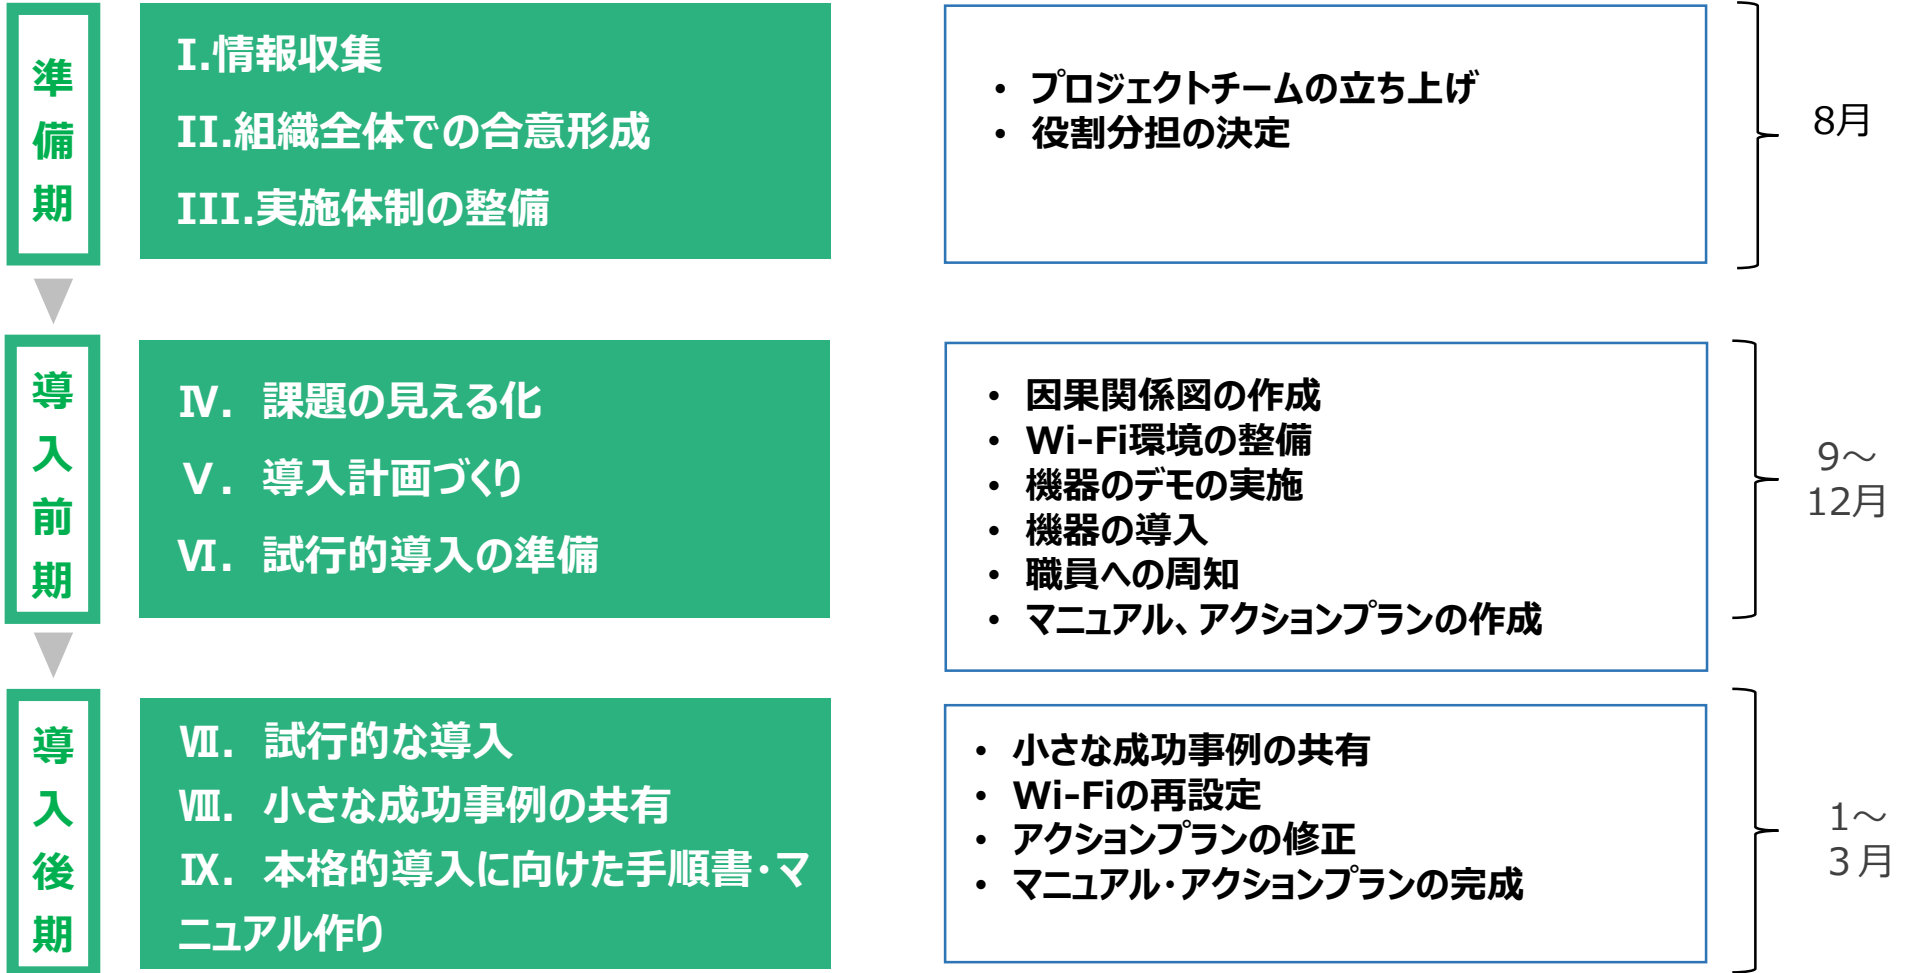 準備期
I.情報収集
II.組織全体での合意形成
III.実施体制の整備
• プロジェクトチームの立ち上げ
• 役割分担の決定
8月
導入前期
Ⅳ. 課題の見える化
Ⅴ. 導入計画づくり
Ⅵ. 試行的導入の準備
• 因果関係図の作成
• Wi-Fi環境の整備
• 機器のデモの実施
• 機器の導入
• 職員への周知
• マニュアル、アクションプランの作成
9～
12月
導入後期
Ⅶ. 試行的な導入
Ⅷ. 小さな成功事例の共有
Ⅸ. 本格的導入に向けた手順書・マ
ニュアル作り
• 小さな成功事例の共有
• Wi-Fiの再設定
• アクションプランの修正
• マニュアル・アクションプランの完成
1～
３月